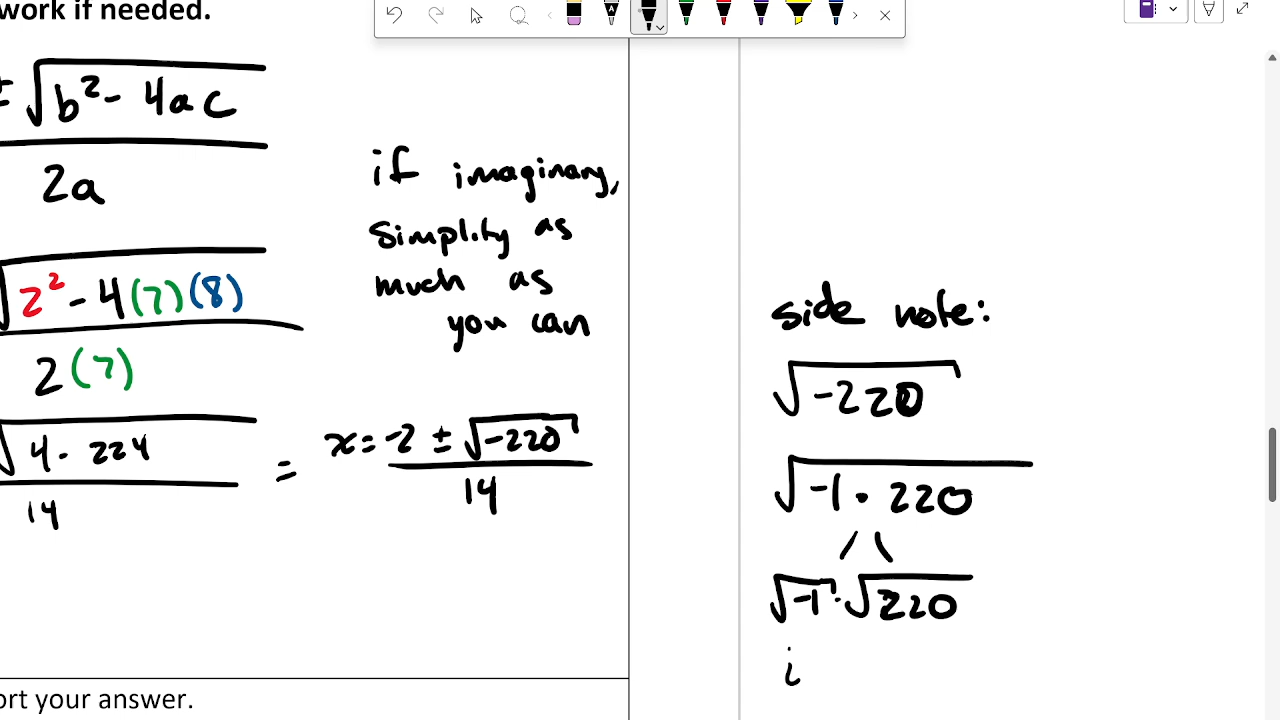 work if needed.
± √b² - 4ac
2a
√2² - 4(7)(8)
2(7)
√4 - 224
14
=
x = -2 ± √-220
14
if imaginary,
simplify as
much as
you can
ort your answer.
side note:
√-220
√-1 · 220
√-1 · √220
i